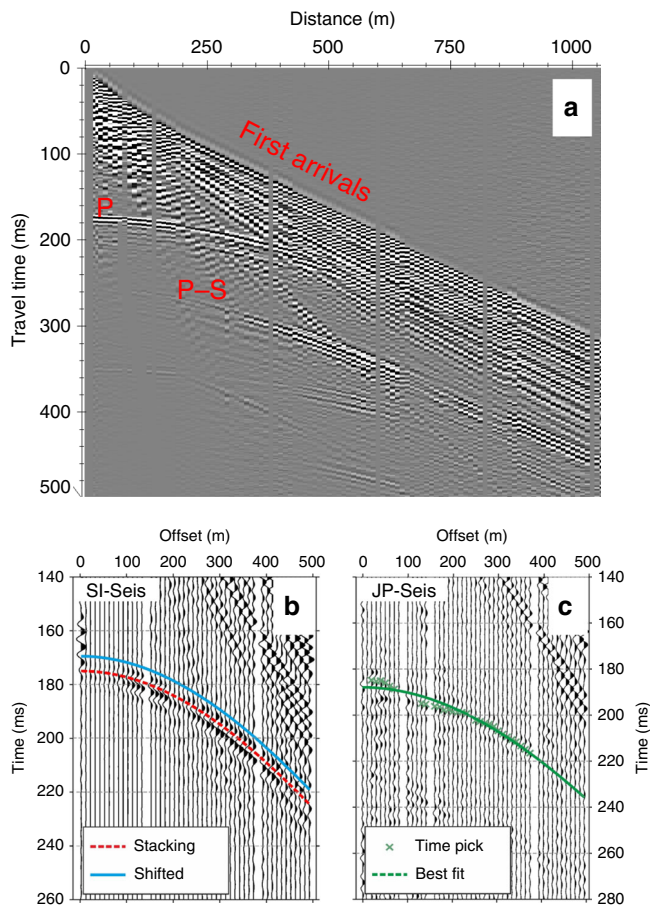 Distance (m)
0 250 500 750 1000
a
First arrivals
P
P–S
Travel time (ms)
0
100
200
300
400
500
Offset (m)
0 100 200 300 400 500
SI-Seis
b
Time (ms)
140
160
180
200
220
240
260
Stacking
Shifted
Offset (m)
0 100 200 300 400 500
JP-Seis
c
Time (ms)
140
160
180
200
220
240
260
280
Time pick
Best fit